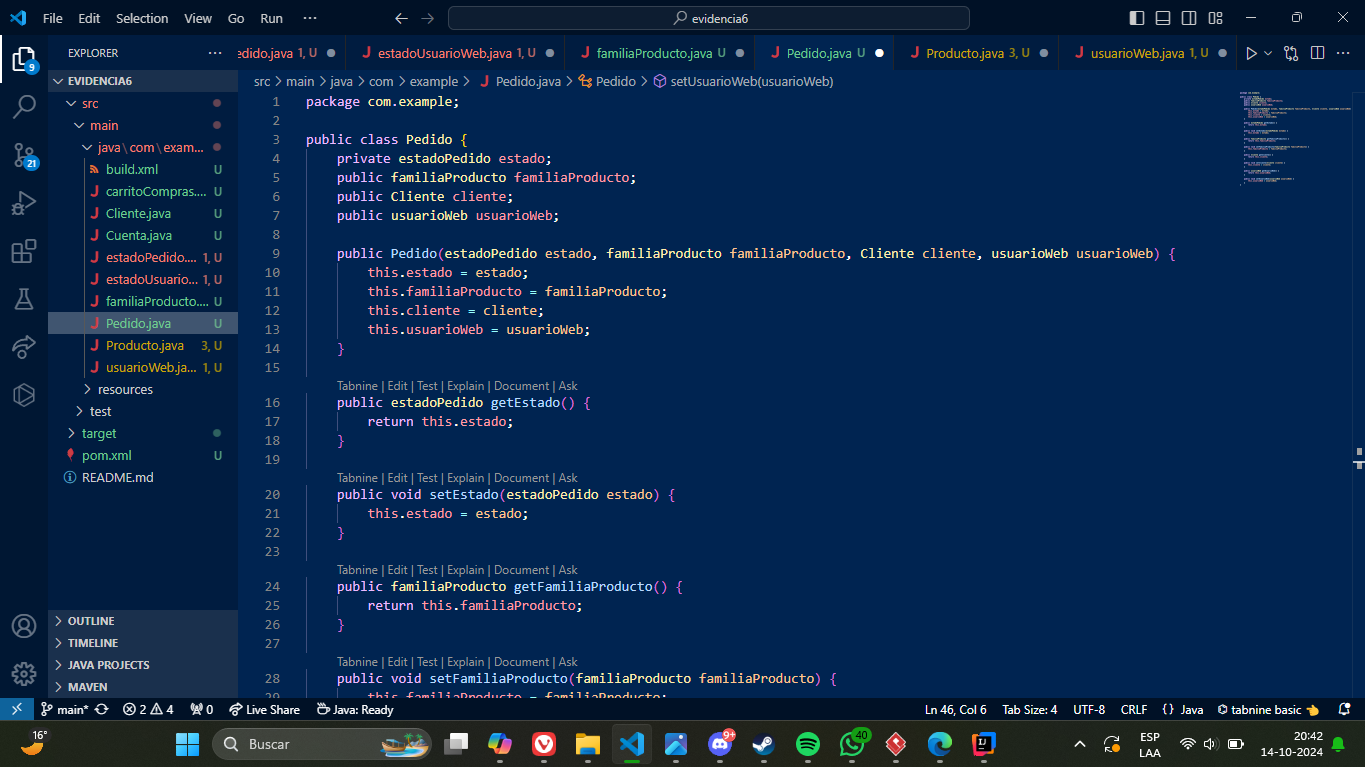 File Edit Selection View Go Run ··· evidencia6
EXPLORER ···
9
21
EVIDENCIA6
src
main
java\com\exam...
build.xml U
carritoCompras.... U
Cliente.java U
Cuenta.java U
estadoPedido.... 1, U
estadoUsuario... 1, U
familiaProducto.... U
Pedido.java U
Producto.java 3, U
usuarioWeb.ja... 1, U
resources
test
target
pom.xml U
README.md
OUTLINE
TIMELINE
JAVA PROJECTS
MAVEN
edido.java 1, U estadoUsuarioWeb.java 1, U familiaProducto.java U Pedido.java U Producto.java 3, U usuarioWeb.java 1, U ···
src > main > java > com > example > Pedido.java > Pedido > setUsuarioWeb(usuarioWeb)
1 package com.example;
2
3 public class Pedido {
4 private estadoPedido estado;
5 public familiaProducto familiaProducto;
6 public Cliente cliente;
7 public usuarioWeb usuarioWeb;
8
9 public Pedido(estadoPedido estado, familiaProducto familiaProducto, Cliente cliente, usuarioWeb usuarioWeb) {
10 this.estado = estado;
11 this.familiaProducto = familiaProducto;
12 this.cliente = cliente;
13 this.usuarioWeb = usuarioWeb;
14 }
15
Tabnine | Edit | Test | Explain | Document | Ask
16 public estadoPedido getEstado() {
17 return this.estado;
18 }
19
Tabnine | Edit | Test | Explain | Document | Ask
20 public void setEstado(estadoPedido estado) {
21 this.estado = estado;
22 }
23
Tabnine | Edit | Test | Explain | Document | Ask
24 public familiaProducto getFamiliaProducto() {
25 return this.familiaProducto;
26 }
27
Tabnine | Edit | Test | Explain | Document | Ask
28 public void setFamiliaProducto(familiaProducto familiaProducto) {
29 this.familiaProducto = familiaProducto;
main* 2 4 0 Live Share Java: Ready Ln 46, Col 6 Tab Size: 4 UTF-8 CRLF {} Java tabnine basic
16° Buscar 9+ 40 ESP LAA 20:42 14-10-2024